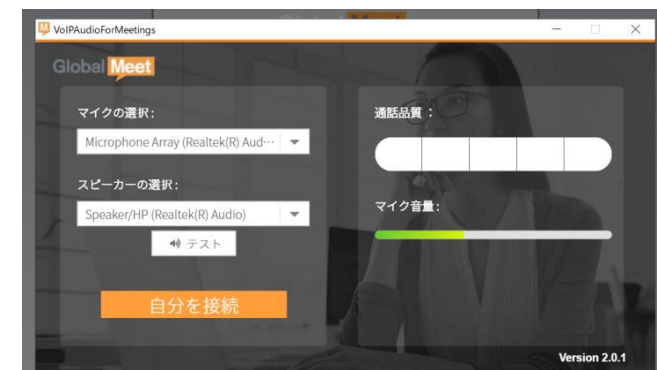 VoIPAudioForMeetings
Global Meet
マイクの選択:
Microphone Array (Realtek(R) Aud…
スピーカーの選択:
Speaker/HP (Realtek(R) Audio)
テスト
自分を接続
通話品質 :
マイク音量:
Version 2.0.1